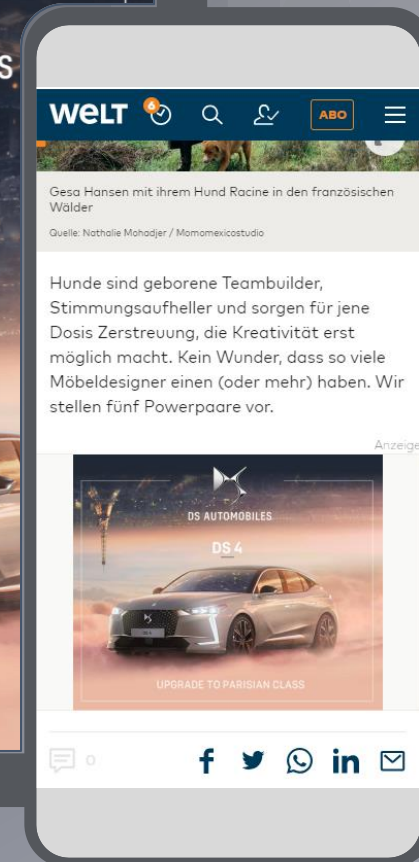 S
WELT
6
ABO
Gesa Hansen mit ihrem Hund Racine in den französischen
Wälder
Quelle: Nathalie Mohadjer / Momomexicostudio
Hunde sind geborene Teambuilder,
Stimmungsaufheller und sorgen für jene
Dosis Zerstreuung, die Kreativität erst
möglich macht. Kein Wunder, dass so viele
Möbeldesigner einen (oder mehr) haben. Wir
stellen fünf Powerpaare vor.
Anzeige
DS AUTOMOBILES
DS 4
UPGRADE TO PARISIAN CLASS
0